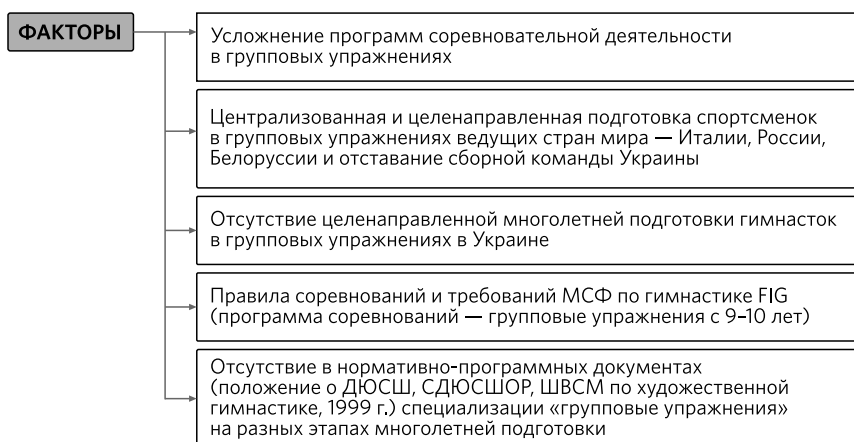 ФАКТОРЫ
Усложнение программ соревновательной деятельности
в групповых упражнениях
Централизованная и целенаправленная подготовка спортсменок
в групповых упражнениях ведущих стран мира — Италии, России,
Белоруссии и отставание сборной команды Украины
Отсутствие целенаправленной многолетней подготовки гимнасток
в групповых упражнениях в Украине
Правила соревнований и требований МСФ по гимнастике FIG
(программа соревнований — групповые упражнения с 9–10 лет)
Отсутствие в нормативно-программных документах
(положение о ДЮСШ, СДЮСШОР, ШВСМ по художественной
гимнастике, 1999 г.) специализации «групповые упражнения»
на разных этапах многолетней подготовки